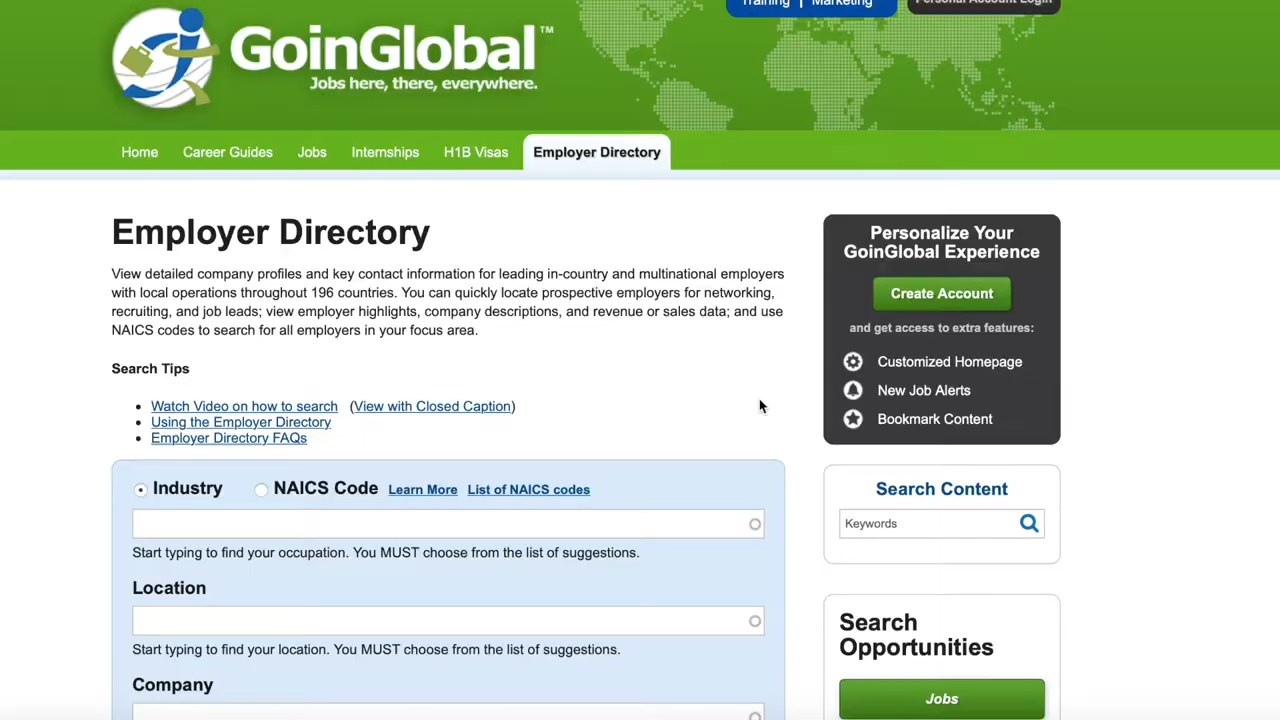 Training | Marketing
Personal Account Login
GoinGlobal™
Jobs here, there, everywhere.
Home
Career Guides
Jobs
Internships
H1B Visas
Employer Directory
Employer Directory
View detailed company profiles and key contact information for leading in-country and multinational employers
with local operations throughout 196 countries. You can quickly locate prospective employers for networking,
recruiting, and job leads; view employer highlights, company descriptions, and revenue or sales data; and use
NAICS codes to search for all employers in your focus area.
Search Tips
Watch Video on how to search (View with Closed Caption)
Using the Employer Directory
Employer Directory FAQs
Industry NAICS Code Learn More List of NAICS codes
Start typing to find your occupation. You MUST choose from the list of suggestions.
Location
Start typing to find your location. You MUST choose from the list of suggestions.
Company
Personalize Your
GoinGlobal Experience
Create Account
and get access to extra features:
Customized Homepage
New Job Alerts
Bookmark Content
Search Content
Keywords
Search
Opportunities
Jobs